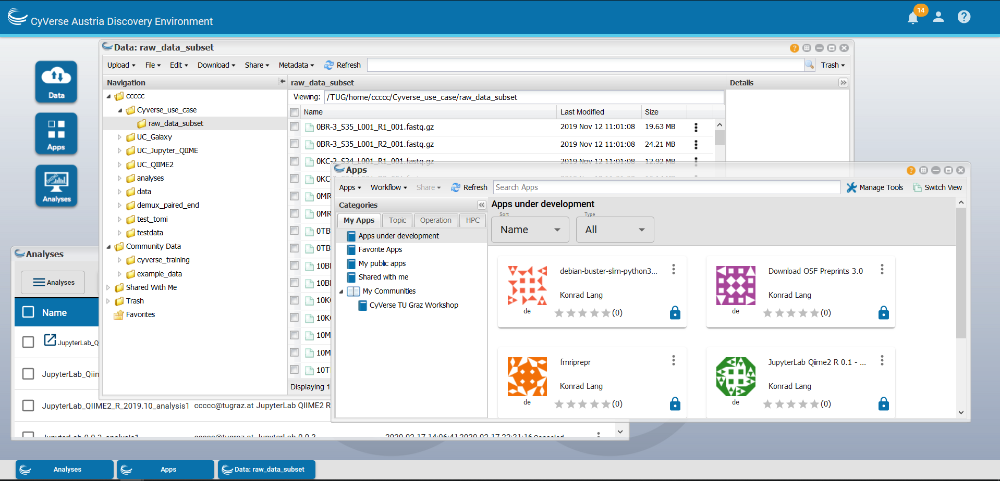 CyVerse Austria Discovery Environment
14
Data
Apps
Analyses
Data: raw_data_subset
Upload
File
Edit
Download
Share
Metadata
Refresh
Trash
Navigation
ccccc
Cyverse_use_case
raw_data_subset
UC_Galaxy
UC_Jupyter_QIIME
UC_QIIME2
analyses
data
demux_paired_end
test_tomi
testdata
Community Data
cyverse_training
example_data
Shared With Me
Trash
Favorites
raw_data_subset
Viewing: /TUG/home/ccccc/Cyverse_use_case/raw_data_subset
Name Last Modified Size
0BR-3_S35_L001_R1_001.fastq.gz 2019 Nov 12 11:01:08 19.63 MB
0BR-3_S35_L001_R2_001.fastq.gz 2019 Nov 12 11:01:08 24.21 MB
0KC-2_S34_L001_R1_001.fastq.gz 2019 Nov 12 11:01:08 12.92 MB
0KC
0MR
0MR
0TB
0TB
10B
10B
10K
10K
10M
10M
10T
Displaying 1
Details
Apps
Apps
Workflow
Share
Refresh
Search Apps
Manage Tools
Switch View
Categories
My Apps
Topic
Operation
HPC
Apps under development
Favorite Apps
My public apps
Shared with me
My Communities
CyVerse TU Graz Workshop
Apps under development
Sort
Name
Type
All
debian-buster-slim-python3...
Konrad Lang
de
(0)
Download OSF Preprints 3.0
Konrad Lang
de
(0)
fmriprepr
Konrad Lang
de
(0)
JupyterLab Qiime2 R 0.1 - ...
Konrad Lang
de
(0)
Analyses
Analyses
Name
JupyterLab_Q
JupyterLab_Qiin
JupyterLab_QIIME2_R_2019.10_analysis1 ccccc@tugraz.at JupyterLab QIIME2 R
JupyterLab-0.0.3_analysis1 ccccc@tugraz.at JupyterLab-0.0.3 2020-02-17 14:06:41 2020-02-17 22:31:16 Canceled
Analyses
Apps
Data: raw_data_subset